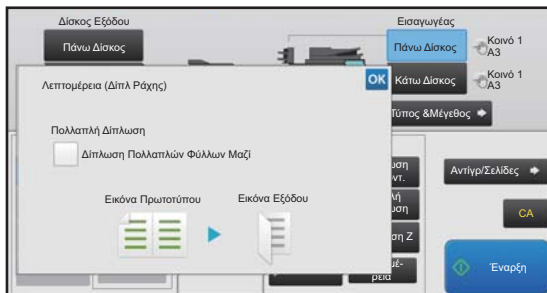 Δίσκος Εξόδου
Εισαγωγέας
Πάνω Δίσκος
Πάνω Δίσκος
Κοινό 1
A3
Λεπτομέρεια (Δίπλ Ράχης)
OK
Κάτω Δίσκος
Κοινό 1
A3
Τύπος &Μέγεθος
Πολλαπλή Δίπλωση
Δίπλωση Πολλαπλών Φύλλων Μαζί
Αντίγρ/Σελίδες
Εικόνα Πρωτοτύπου
Εικόνα Εξόδου
CA
Έναρξη